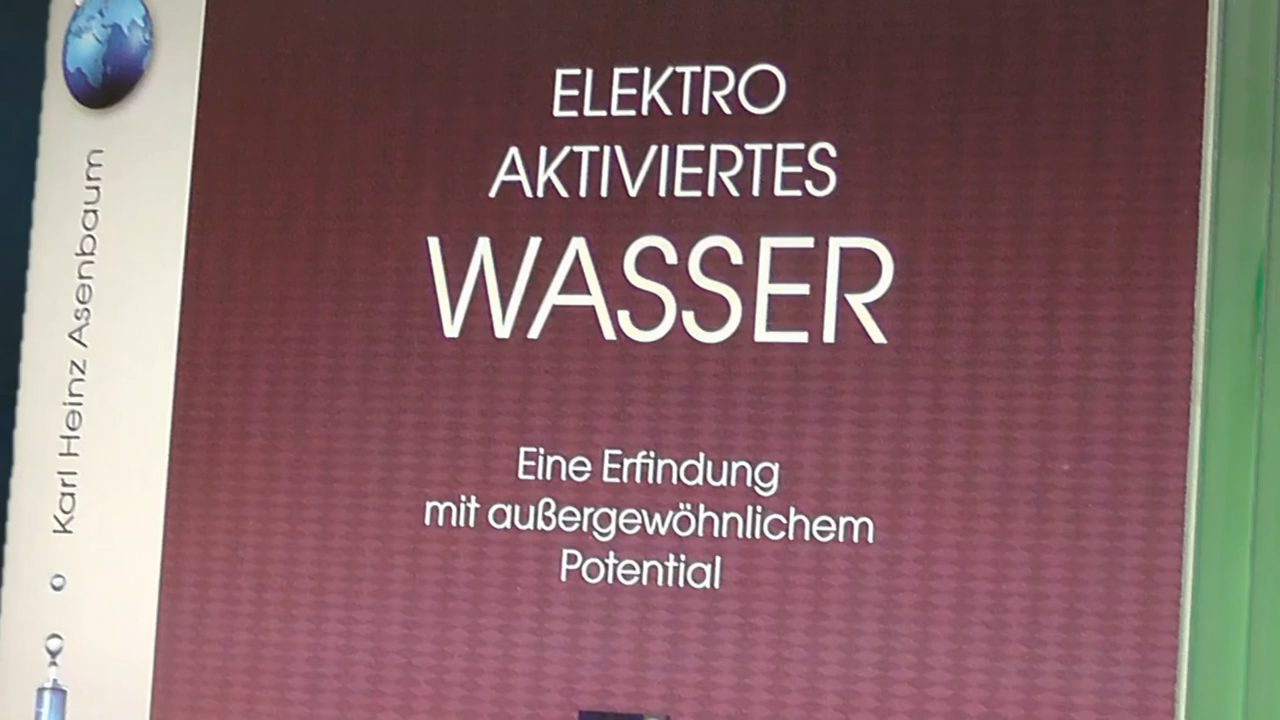 Karl Heinz Asenbaum
ELEKTRO
AKTIVIERTES
WASSER
Eine Erfindung
mit außergewöhnlichem
Potential